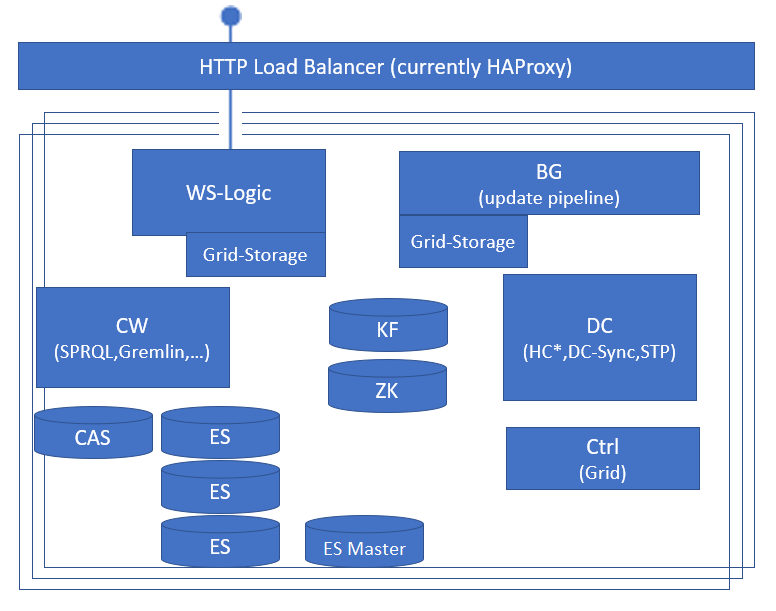 HTTP Load Balancer (currently HAProxy)
WS-Logic
Grid-Storage
BG
(update pipeline)
Grid-Storage
CW
(SPRQL,Gremlin,...)
KF
ZK
DC
(HC*,DC-Sync,STP)
CAS
ES
ES
ES
ES Master
Ctrl
(Grid)